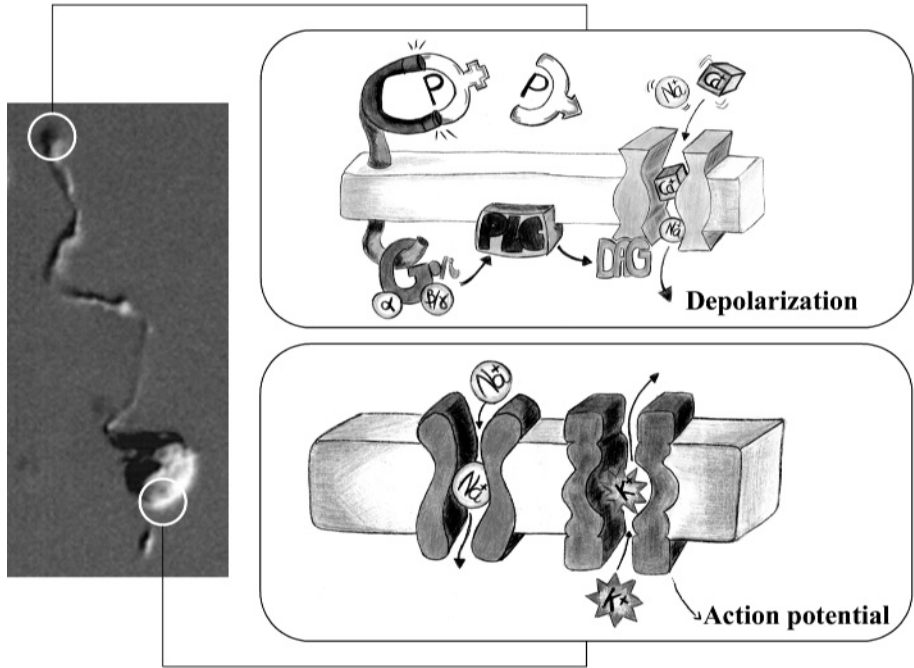 P
P
Na+
Ca+
Ca+
Na+
PLC
DAG
G
α
β/γ
Depolarization
Na+
Na+
K+
K+
Action potential